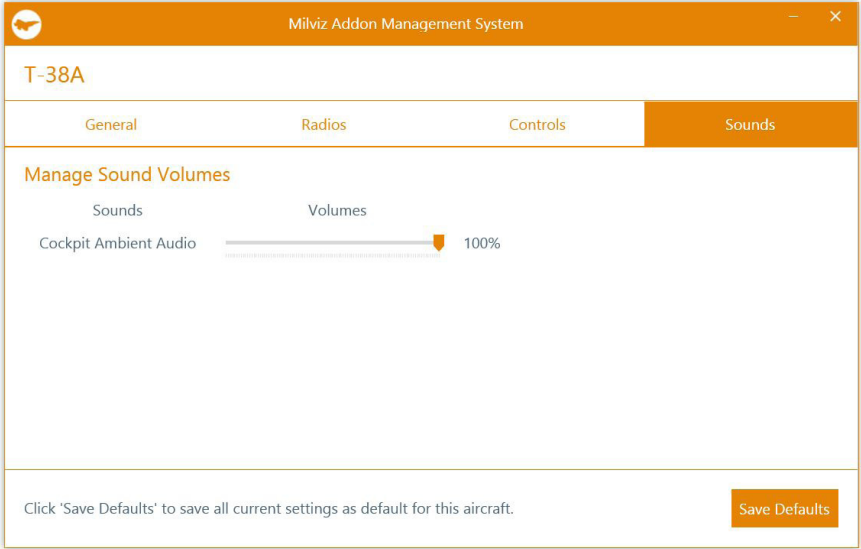 Milviz Addon Management System
T-38A
General Radios Controls Sounds
Manage Sound Volumes
Sounds Volumes
Cockpit Ambient Audio 100%
Click 'Save Defaults' to save all current settings as default for this aircraft. Save Defaults